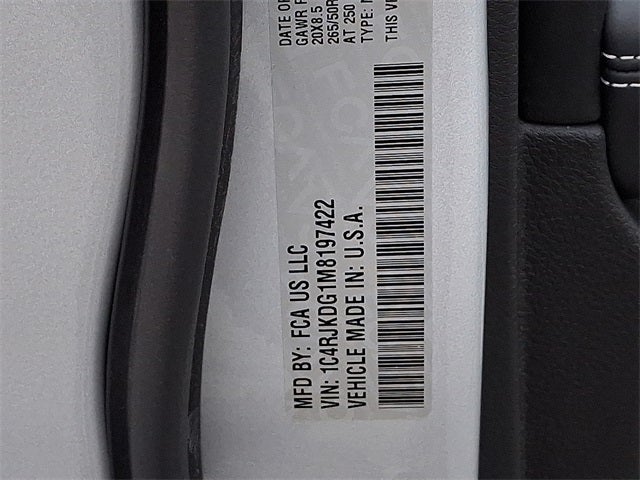 DATE OF
GAWR F
20X8.5
265/50R
AT 250
TYPE:
THIS VE
MFD BY: FCA US LLC
VIN: 1C4RJKDG1M8197422
VEHICLE MADE IN: U.S.A.